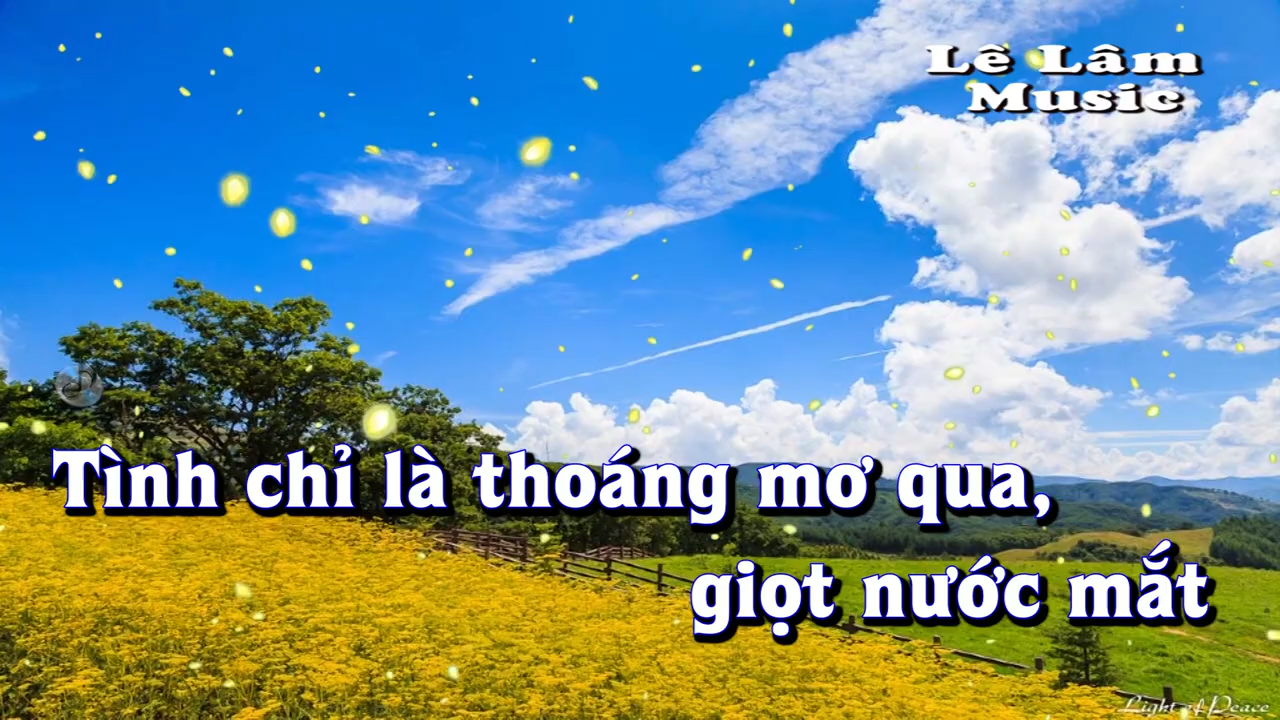 Lê Lâm
Music
Tình chỉ là thoáng mơ qua,
giọt nước mắt
Light of Peace